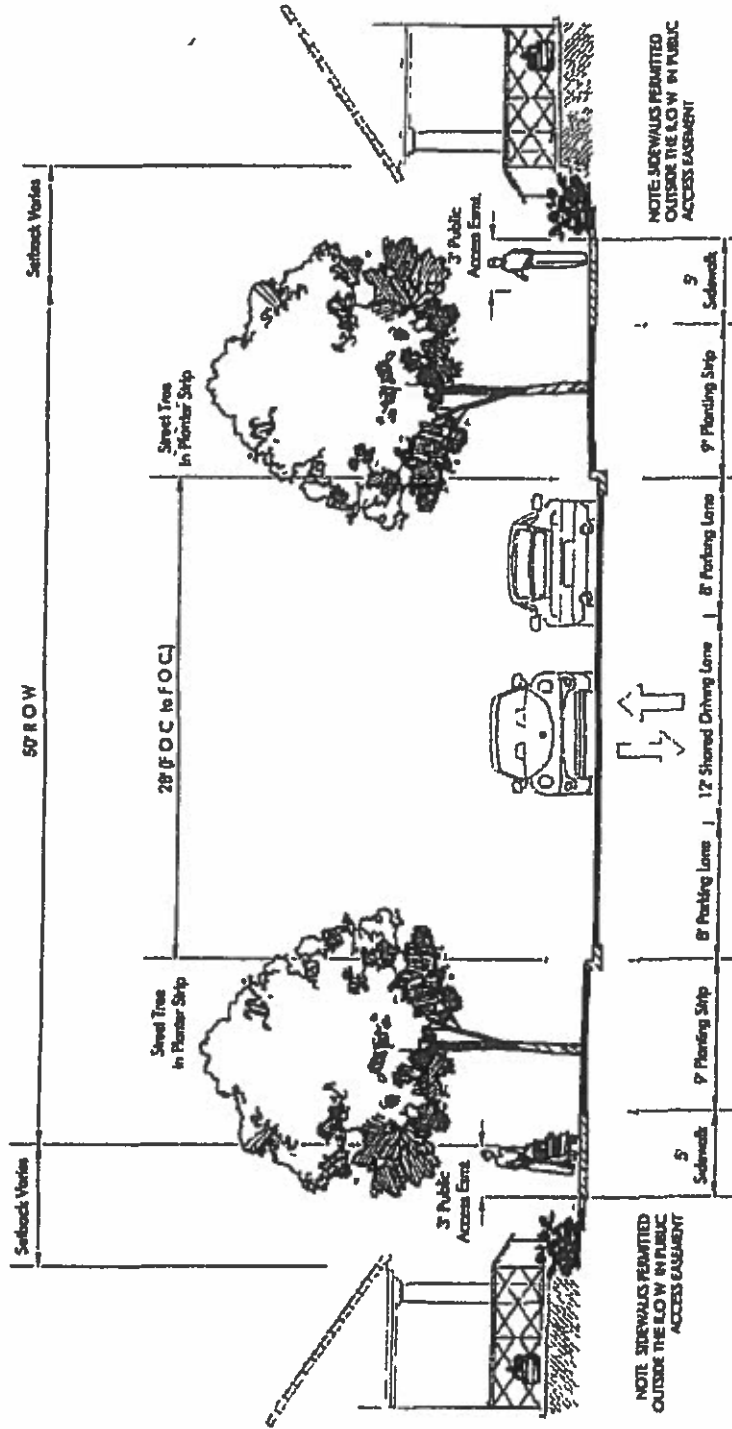 50' R O W
Setback Varies
Setback Varies
28' (F O C to F O C)
Street Tree
In Planter Strip
Street Tree
In Planter Strip
3' Public
Access Esmt.
3' Public
Access Esmt.
NOTE SIDEWALKS PERMITTED
OUTSIDE THE R.O W IN PUBLIC
ACCESS EASEMENT
NOTE SIDEWALKS PERMITTED
OUTSIDE THE R.O W IN PUBLIC
ACCESS EASEMENT
5'
Sidewalk
9' Planting Strip
8' Parking Lane
12' Shared Driving Lane
8' Parking Lane
9' Planting Strip
5'
Sidewalk